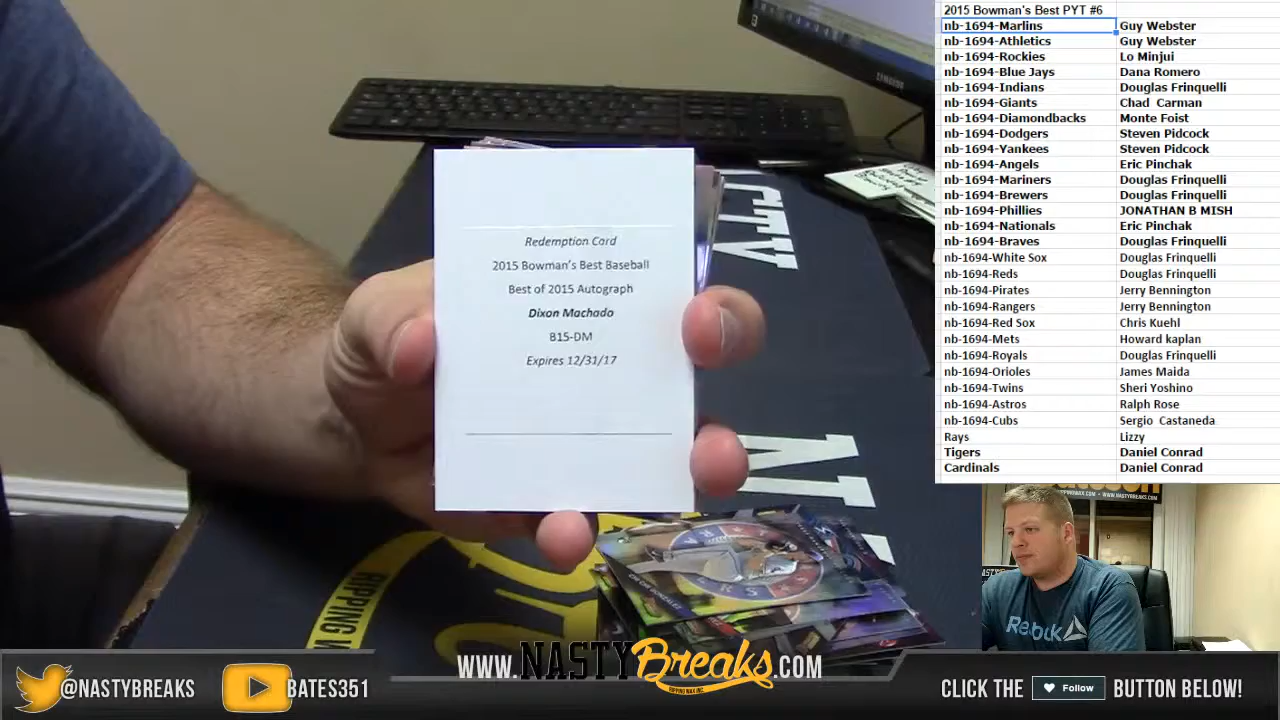 2015 Bowman's Best PYT #6
nb-1694-Marlins Guy Webster
nb-1694-Athletics Guy Webster
nb-1694-Rockies Lo Minjui
nb-1694-Blue Jays Dana Romero
nb-1694-Indians Douglas Frinquelli
nb-1694-Giants Chad Carman
nb-1694-Diamondbacks Monte Foist
nb-1694-Dodgers Steven Pidcock
nb-1694-Yankees Steven Pidcock
nb-1694-Angels Eric Pinchak
nb-1694-Mariners Douglas Frinquelli
nb-1694-Brewers Douglas Frinquelli
nb-1694-Phillies JONATHAN B MISH
nb-1694-Nationals Eric Pinchak
nb-1694-Braves Douglas Frinquelli
nb-1694-White Sox Douglas Frinquelli
nb-1694-Reds Douglas Frinquelli
nb-1694-Pirates Jerry Bennington
nb-1694-Rangers Jerry Bennington
nb-1694-Red Sox Chris Kuehl
nb-1694-Mets Howard kaplan
nb-1694-Royals Douglas Frinquelli
nb-1694-Orioles James Maida
nb-1694-Twins Sheri Yoshino
nb-1694-Astros Ralph Rose
nb-1694-Cubs Sergio Castaneda
Rays Lizzy
Tigers Daniel Conrad
Cardinals Daniel Conrad
Redemption Card
2015 Bowman's Best Baseball
Best of 2015 Autograph
Dixon Machado
B15-DM
Expires 12/31/17
SAMSUNG
RIPPING
Reebok
@NASTYBREAKS
BATES351
WWW.NASTYBreaks.COM
RIPPING WAX INC.
CLICK THE Follow BUTTON BELOW!